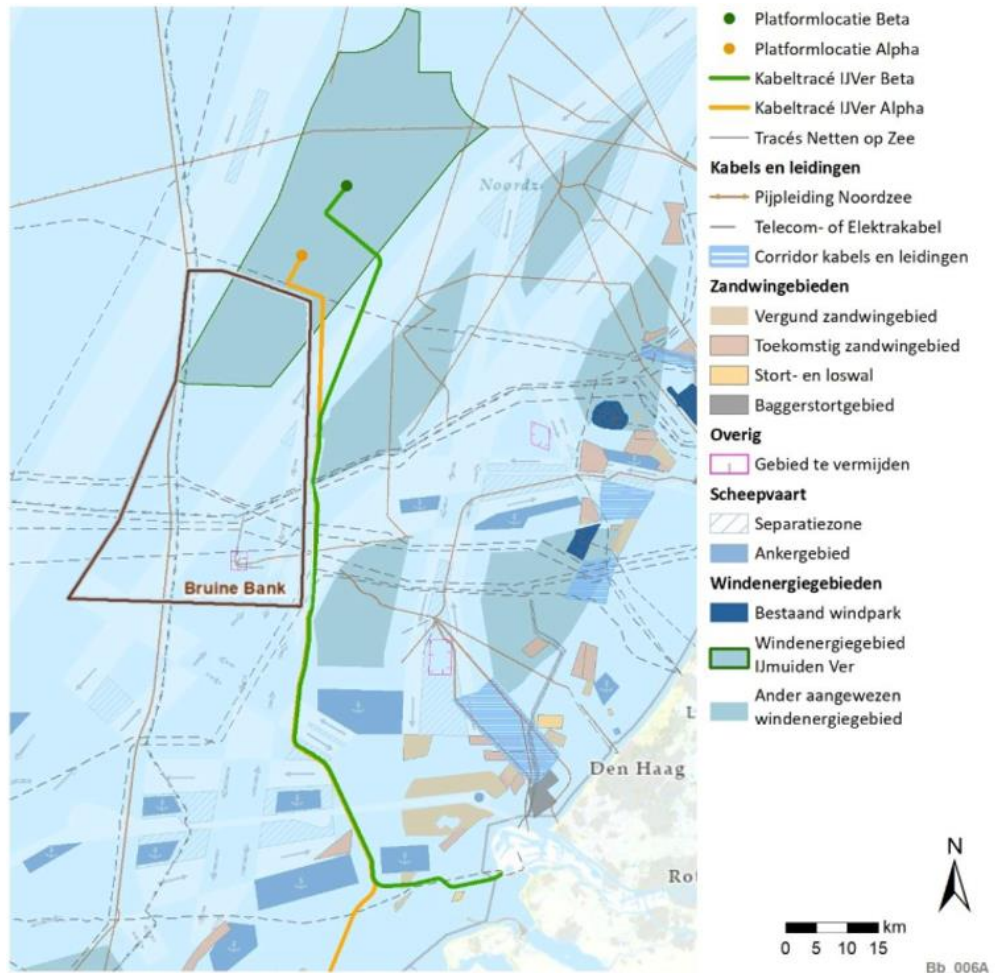 Platformlocatie Beta
Platformlocatie Alpha
Kabeltracé IJVer Beta
Kabeltracé IJVer Alpha
Tracés Netten op Zee
Kabels en leidingen
Pijpleiding Noordzee
Telecom- of Elektrakabel
Corridor kabels en leidingen
Zandwingebieden
Vergund zandwingebied
Toekomstig zandwingebied
Stort- en loswal
Baggerstortgebied
Overig
Gebied te vermijden
Scheepvaart
Separatiezone
Ankergebied
Windenergiegebieden
Bestaand windpark
Windenergiegebied
IJmuiden Ver
Ander aangewezen
windenergiegebied
Noordz
Bruine Bank
L
Den Haag
Rot
N
km
0 5 10 15
Bb_006A